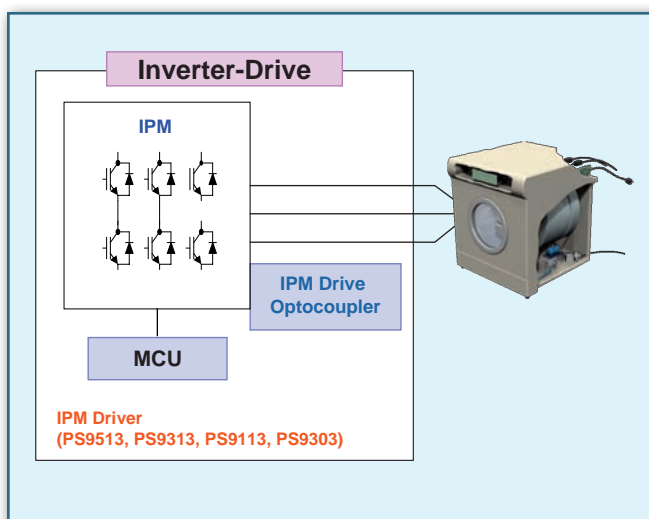 Inverter-Drive
IPM
IPM Drive
Optocoupler
MCU
IPM Driver
(PS9513, PS9313, PS9113, PS9303)